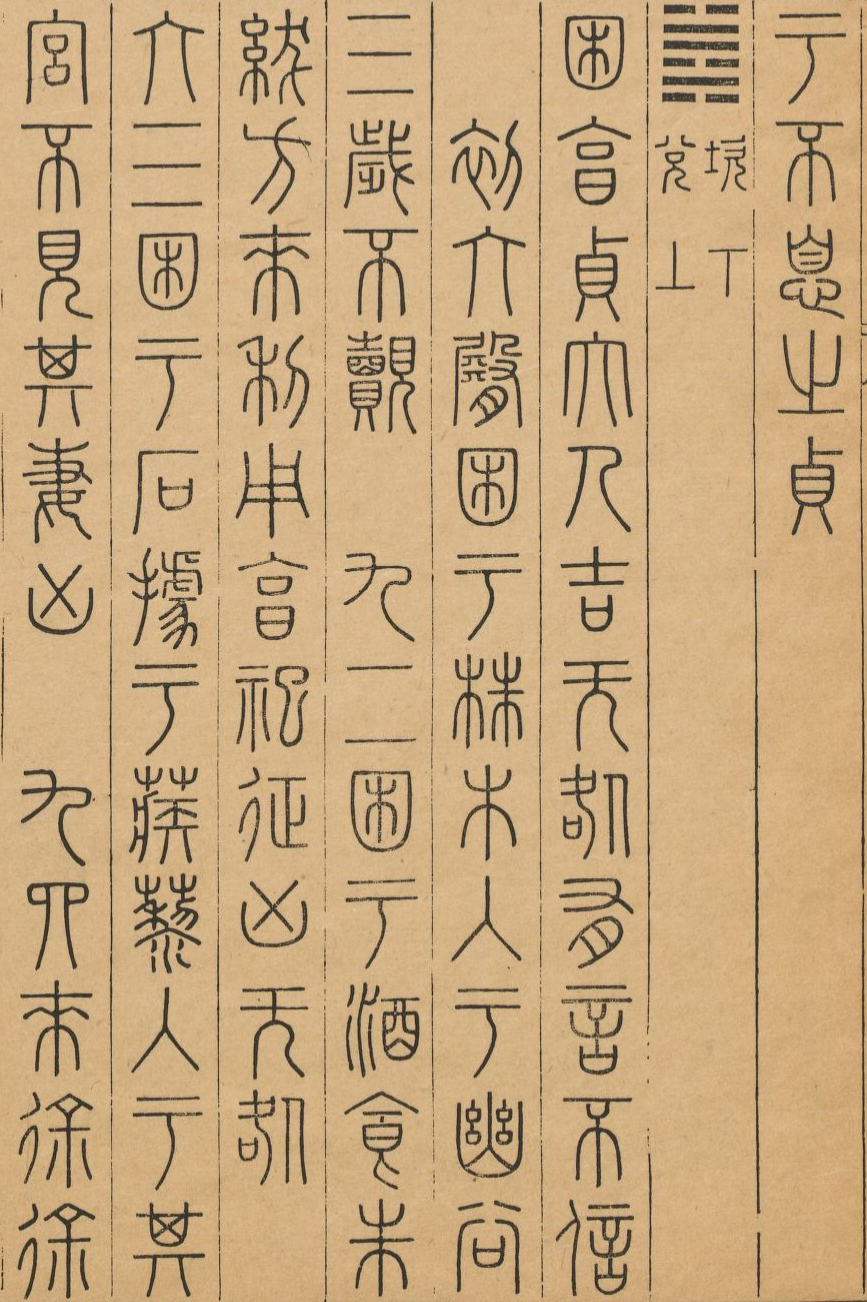 于不息之貞
䷮ 坎下 兌上
困亨貞大人吉无咎有言不信
初六臀困于株木入于幽谷
三歲不覿 九二困于酒食朱
紱方來利用亨祀征凶无咎
六三困于石據于蒺蔾入于其
宮不見其妻凶 九四來徐徐